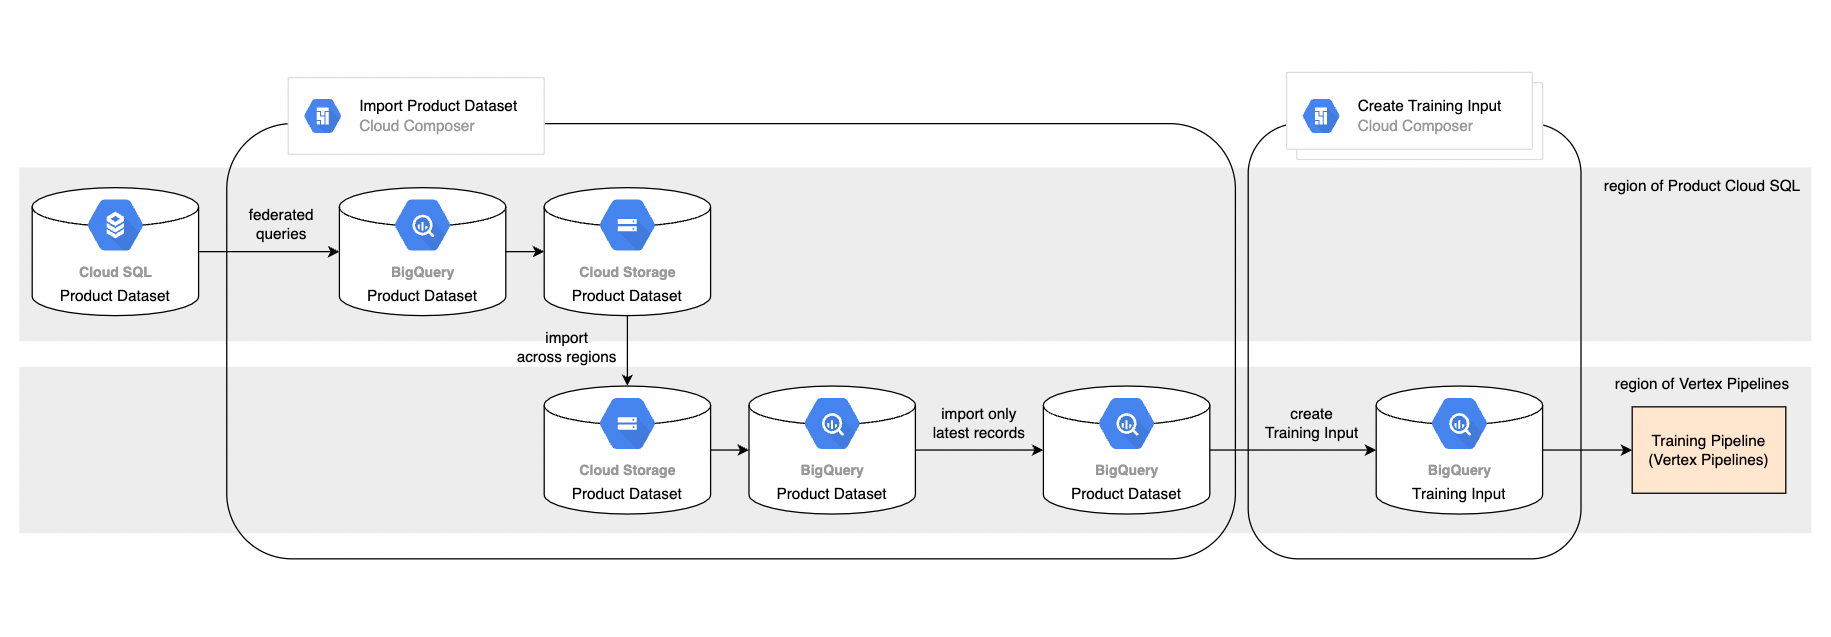 Import Product Dataset
Cloud Composer
Create Training Input
Cloud Composer
region of Product Cloud SQL
federated
queries
Cloud SQL
Product Dataset
BigQuery
Product Dataset
Cloud Storage
Product Dataset
import
across regions
region of Vertex Pipelines
Cloud Storage
Product Dataset
BigQuery
Product Dataset
import only
latest records
BigQuery
Product Dataset
create
Training Input
BigQuery
Training Input
Training Pipeline
(Vertex Pipelines)